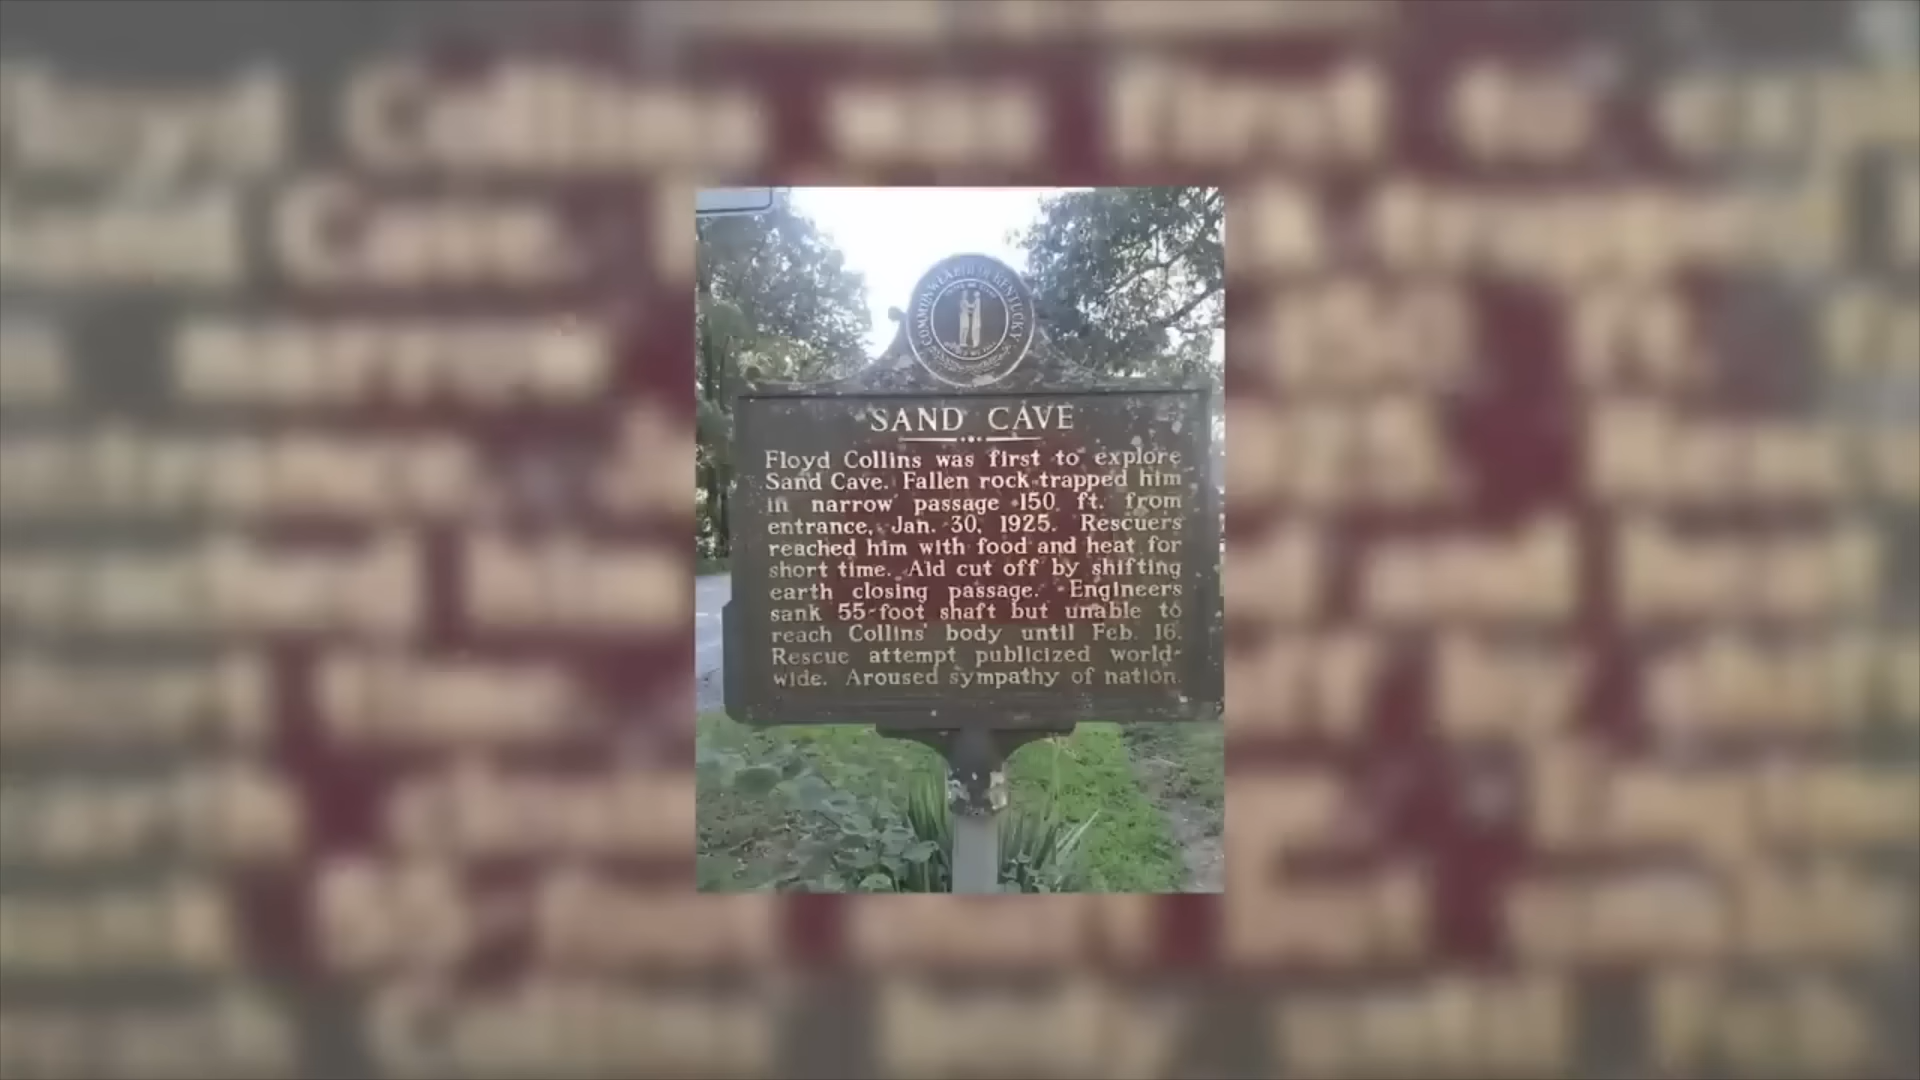 COMMONWEALTH OF KENTUCKY
SAND CAVE
Floyd Collins was first to explore
Sand Cave. Fallen rock trapped him
in narrow passage 150 ft. from
entrance, Jan. 30, 1925. Rescuers
reached him with food and heat for
short time. Aid cut off by shifting
earth closing passage. Engineers
sank 55-foot shaft but unable to
reach Collins' body until Feb. 16.
Rescue attempt publicized world-
wide. Aroused sympathy of nation.